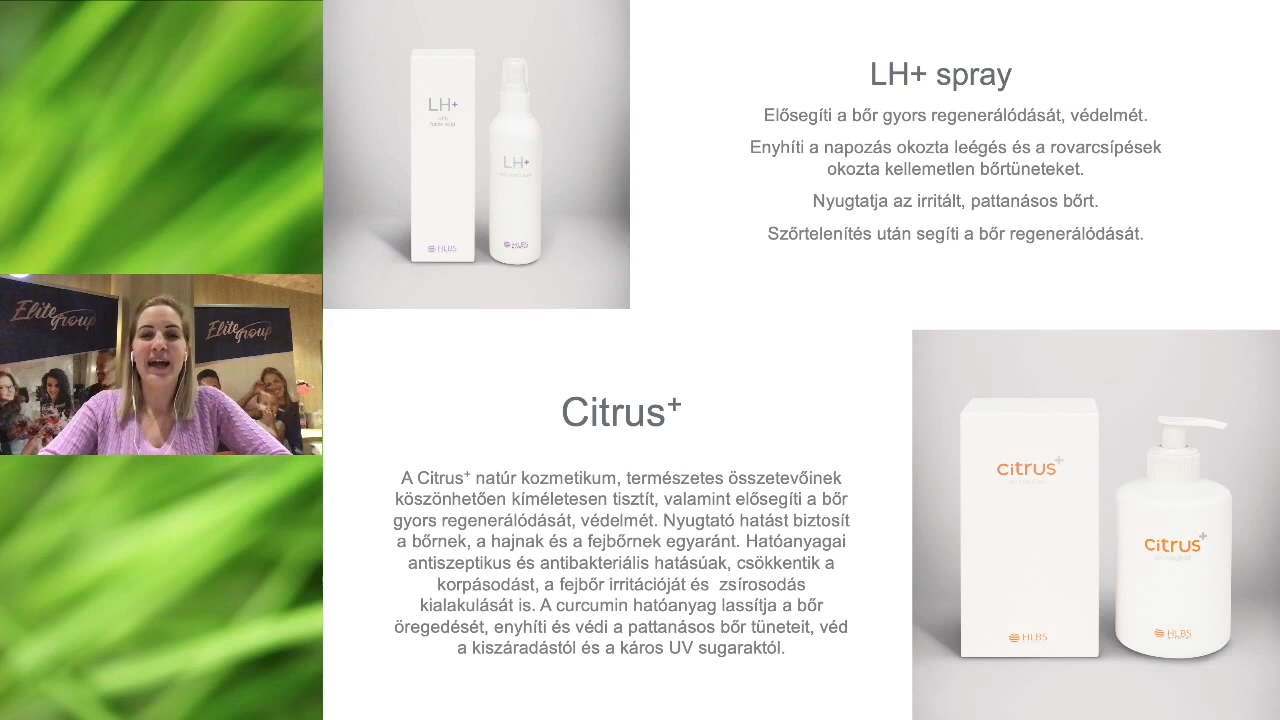 LH+ spray
Elősegíti a bőr gyors regenerálódását, védelmét.
Enyhíti a napozás okozta leégés és a rovarcsípések
okozta kellemetlen bőrtüneteket.
Nyugtatja az irritált, pattanásos bőrt.
Szőrtelenítés után segíti a bőr regenerálódását.
LH+
HLBS
LH+
HLBS
Elite group
Elite group
Citrus⁺
A Citrus⁺ natúr kozmetikum, természetes összetevőinek
köszönhetően kíméletesen tisztít, valamint elősegíti a bőr
gyors regenerálódását, védelmét. Nyugtató hatást biztosít
a bőrnek, a hajnak és a fejbőrnek egyaránt. Hatóanyagai
antiszeptikus és antibakteriális hatásúak, csökkentik a
korpásodást, a fejbőr irritációját és zsírosodás
kialakulását is. A curcumin hatóanyag lassítja a bőr
öregedését, enyhíti és védi a pattanásos bőr tüneteit, véd
a kiszáradástól és a káros UV sugaraktól.
citrus⁺
HLBS
citrus⁺
HLBS